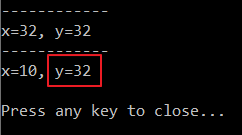 ------------
x=32, y=32
------------
x=10, y=32
Press any key to close...